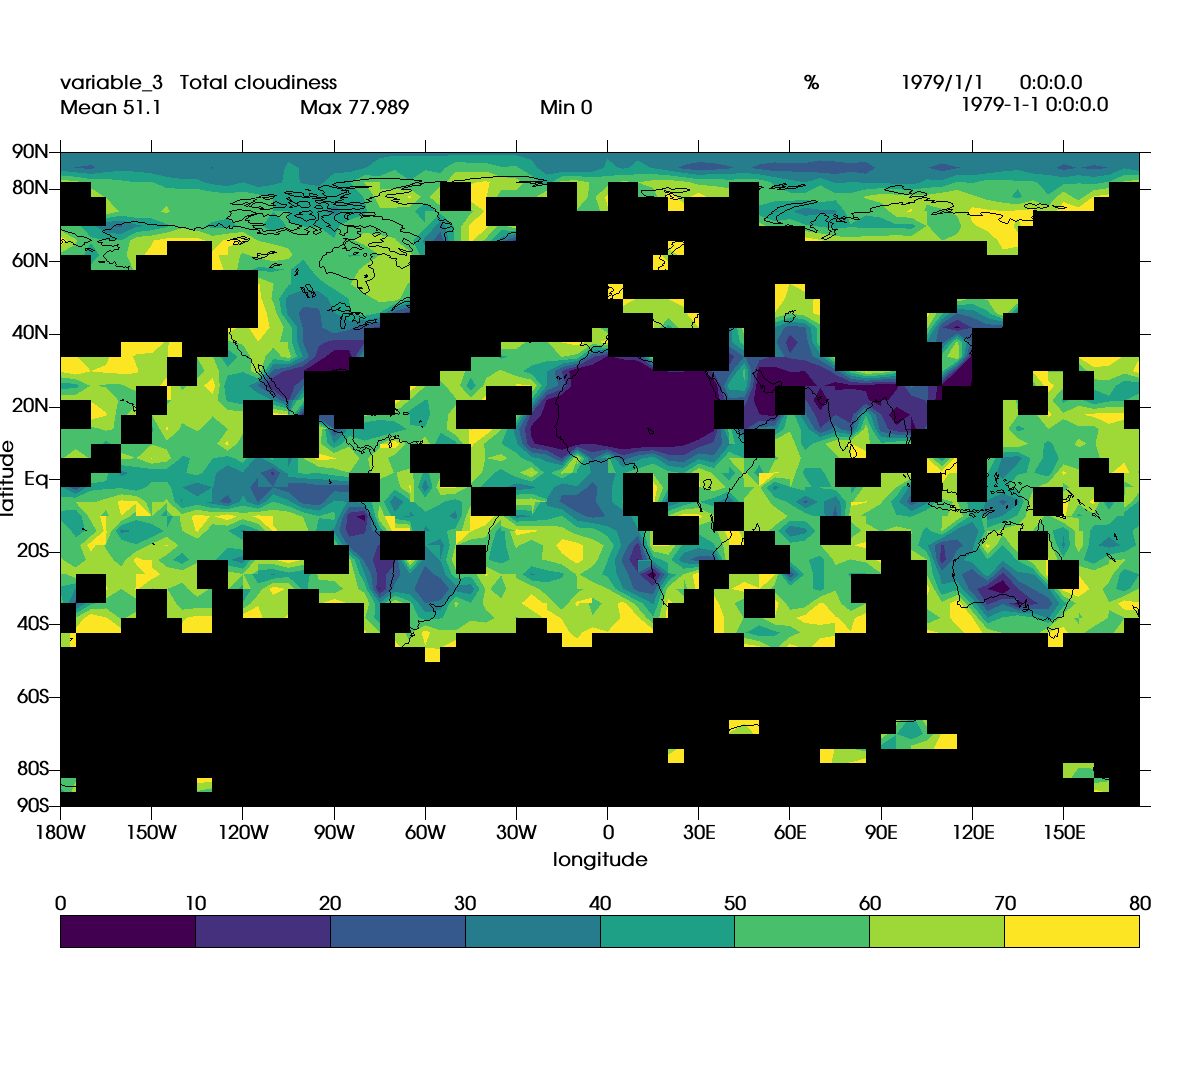 variable_3 Total cloudiness % 1979/1/1 0:0:0.0
Mean 51.1 Max 77.989 Min 0 1979-1-1 0:0:0.0
90N
80N
60N
40N
20N
Eq
20S
40S
60S
80S
90S
latitude
180W 150W 120W 90W 60W 30W 0 30E 60E 90E 120E 150E
longitude
0 10 20 30 40 50 60 70 80